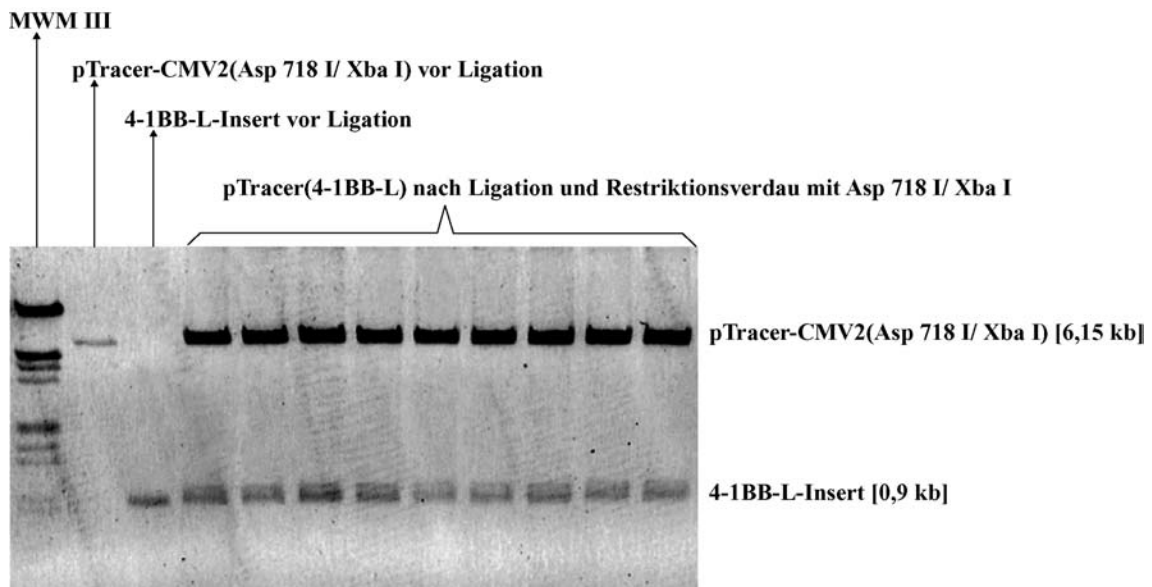 MWM III
pTracer-CMV2(Asp 718 I/ Xba I) vor Ligation
4-1BB-L-Insert vor Ligation
pTracer(4-1BB-L) nach Ligation und Restriktionsverdau mit Asp 718 I/ Xba I
pTracer-CMV2(Asp 718 I/ Xba I) [6,15 kb]
4-1BB-L-Insert [0,9 kb]